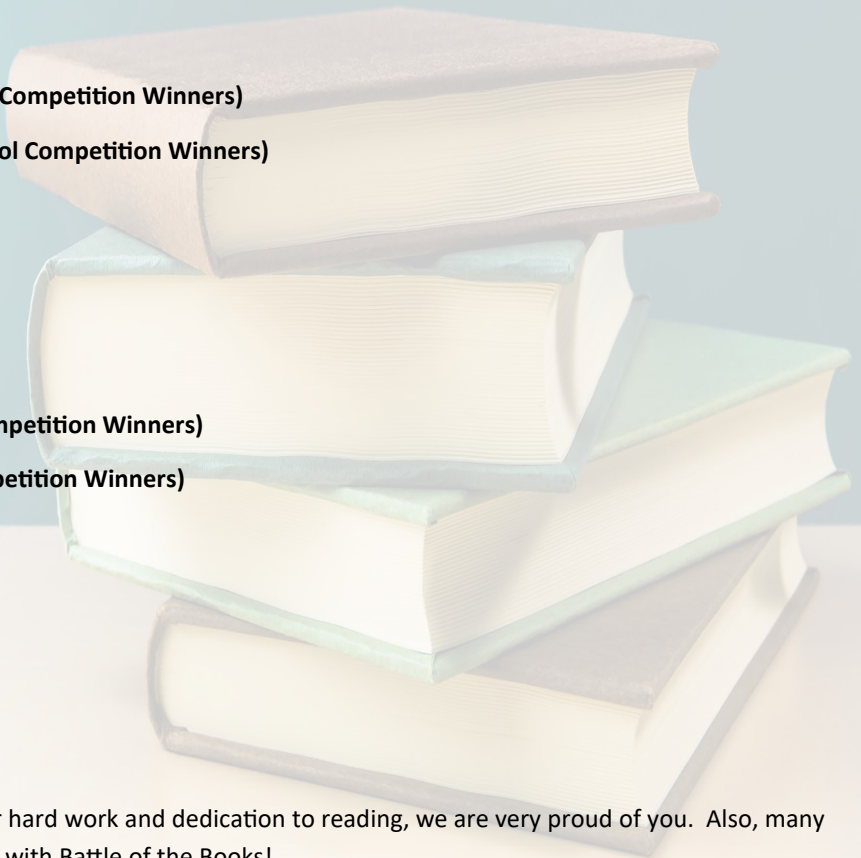 Competition Winners)
ol Competition Winners)
mpetition Winners)
petition Winners)
r hard work and dedication to reading, we are very proud of you. Also, many
with Battle of the Books!